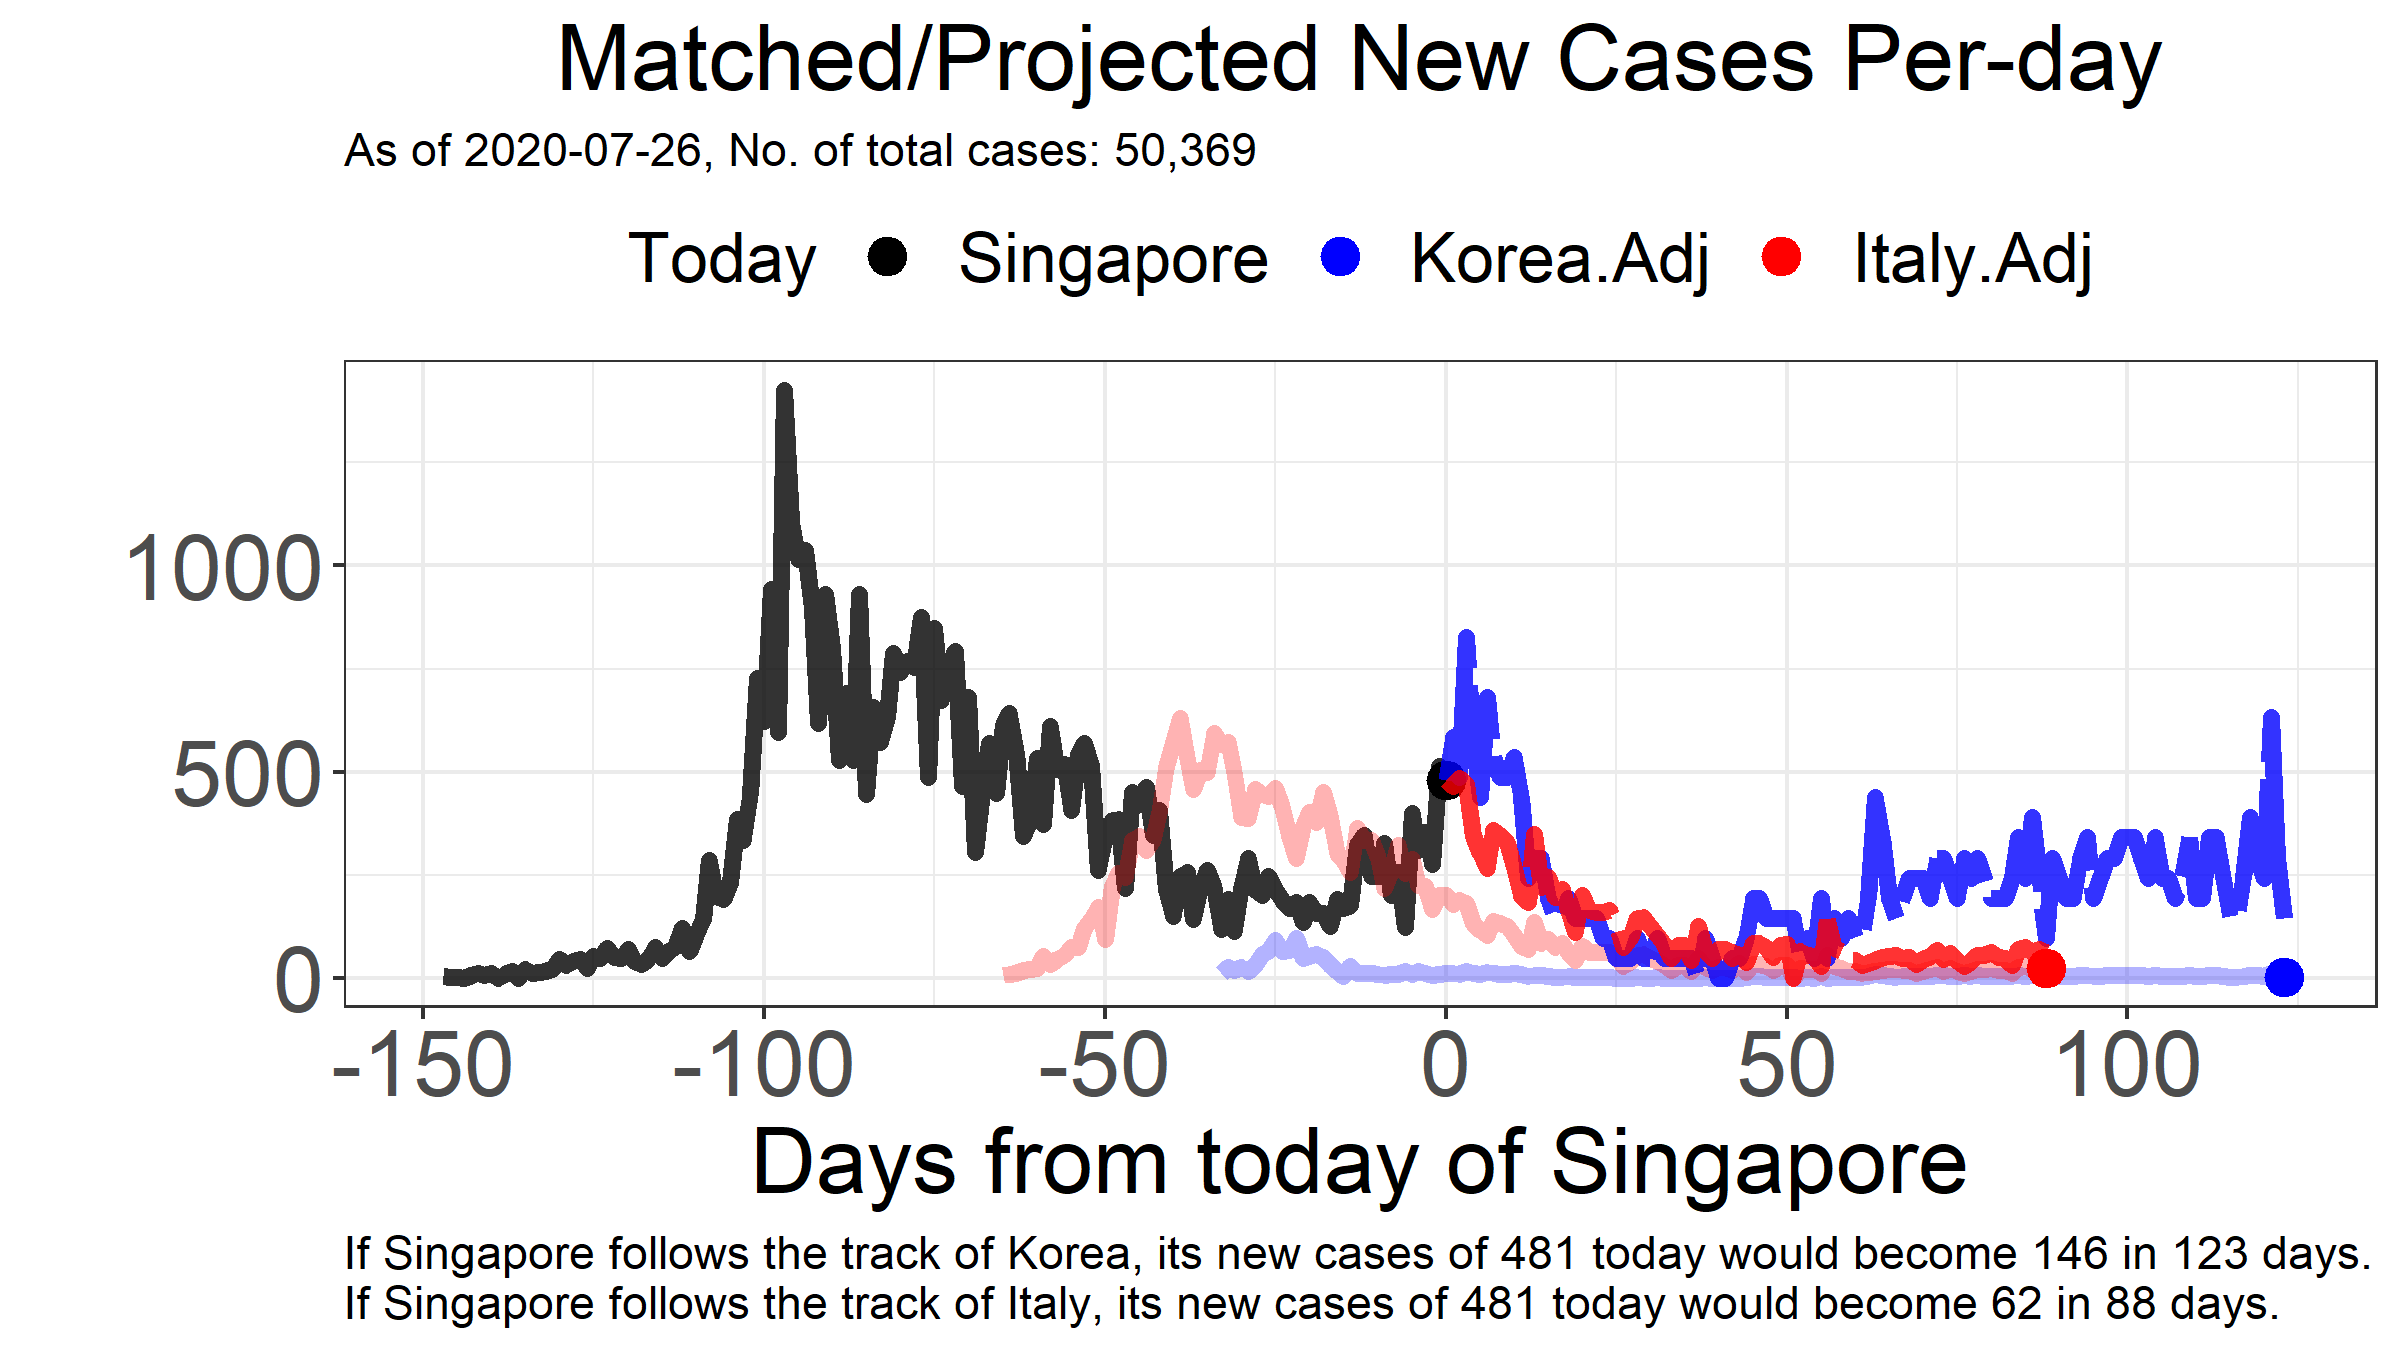 Matched/Projected New Cases Per-day
As of 2020-07-26, No. of total cases: 50,369
Today Singapore Korea.Adj Italy.Adj
1000
500
0
-150 -100 -50 0 50 100
Days from today of Singapore
If Singapore follows the track of Korea, its new cases of 481 today would become 146 in 123 days.
If Singapore follows the track of Italy, its new cases of 481 today would become 62 in 88 days.